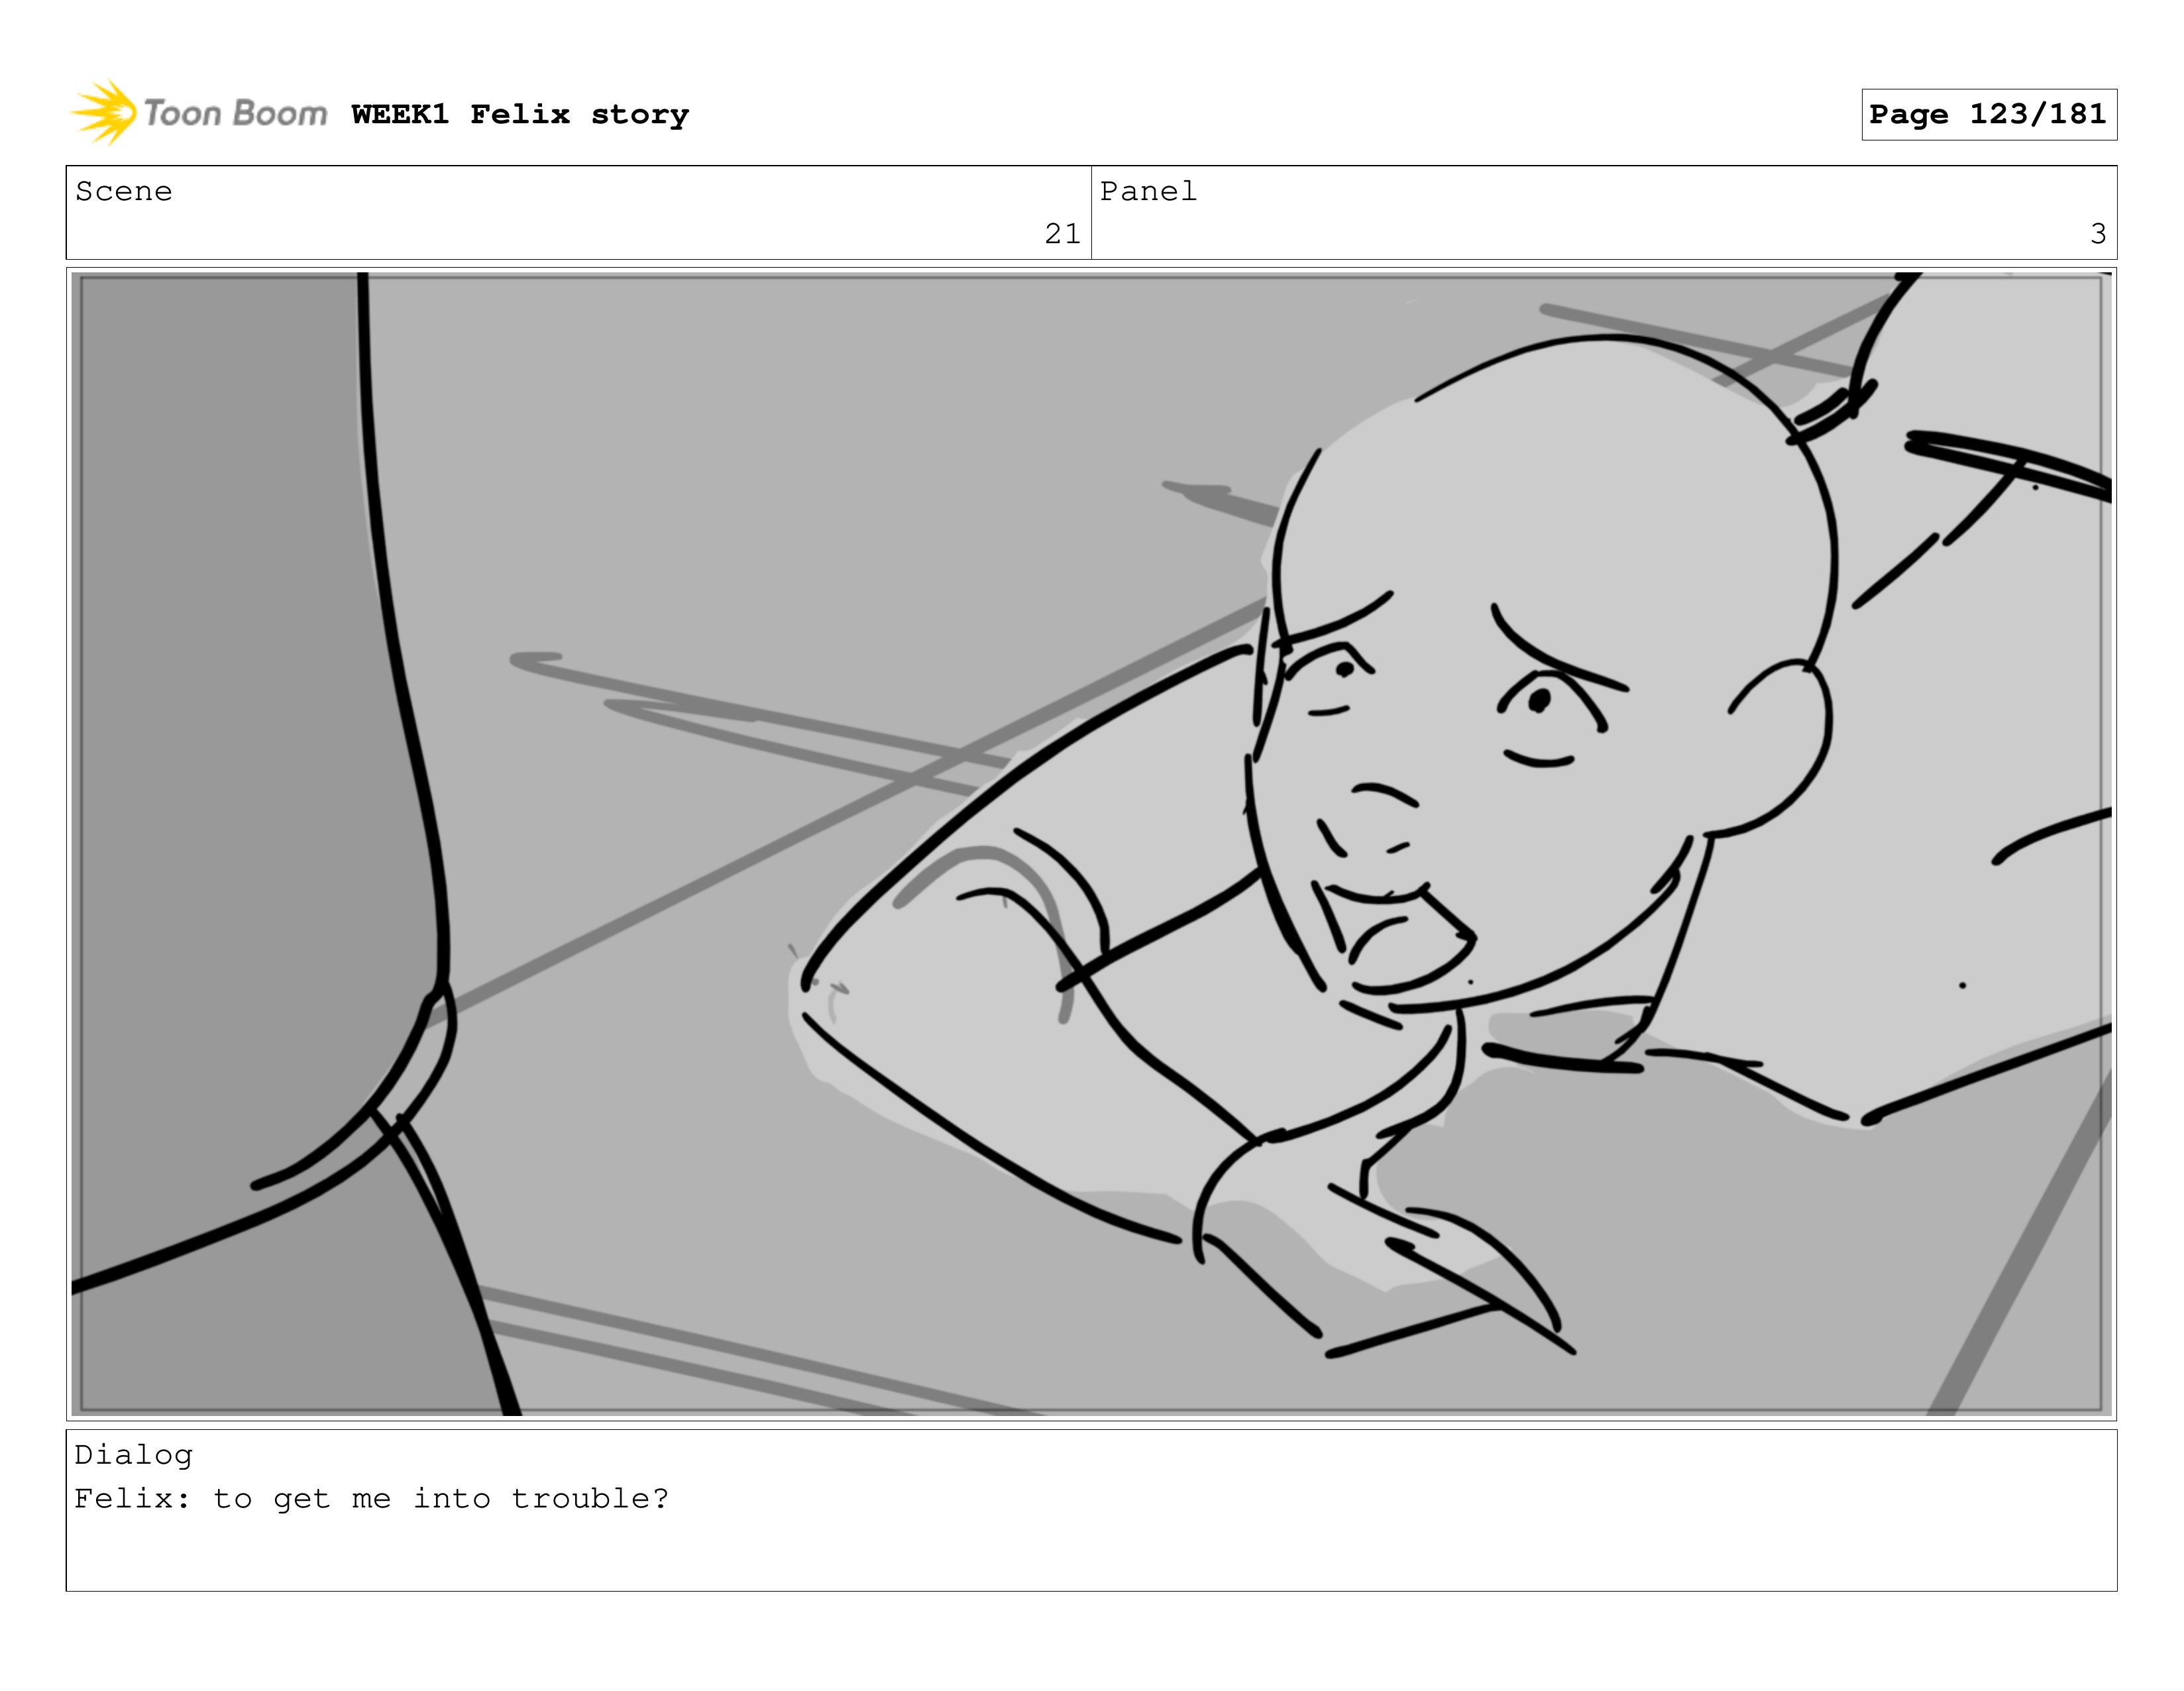 Toon Boom WEEK1 Felix story
Page 123/181
Scene
21
Panel
3
Dialog
Felix: to get me into trouble?